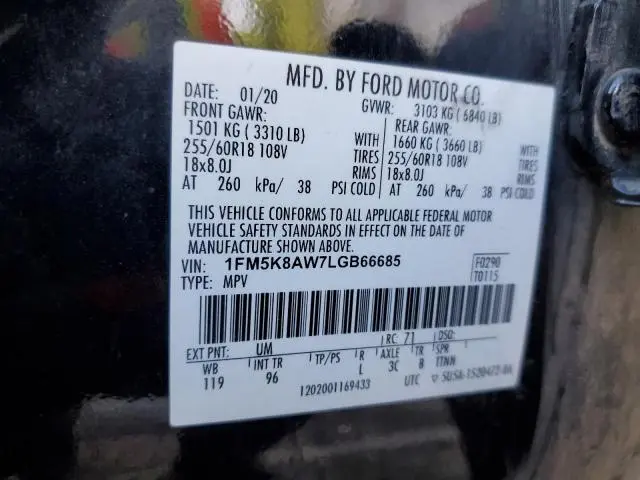 MFD. BY FORD MOTOR CO.
DATE: 01/20 GVWR: 3103 KG ( 6840 LB)
FRONT GAWR: REAR GAWR:
1501 KG ( 3310 LB) WITH 1660 KG ( 3660 LB) WITH
255/60R18 108V TIRES 255/60R18 108V TIRES
18x8.0J RIMS 18x8.0J RIMS
AT 260 kPa/ 38 PSI COLD AT 260 kPa/ 38 PSI COLD
THIS VEHICLE CONFORMS TO ALL APPLICABLE FEDERAL MOTOR
VEHICLE SAFETY STANDARDS IN EFFECT ON THE DATE OF
MANUFACTURE SHOWN ABOVE.
VIN: 1FM5K8AW7LGB66685 F0290
TYPE: MPV T0115
EXT PNT: UM RC: 71 DSO:
WB INT TR TP/PS R AXLE TR SPR
119 96 L 3C B TTNN
1202001169433 UTC